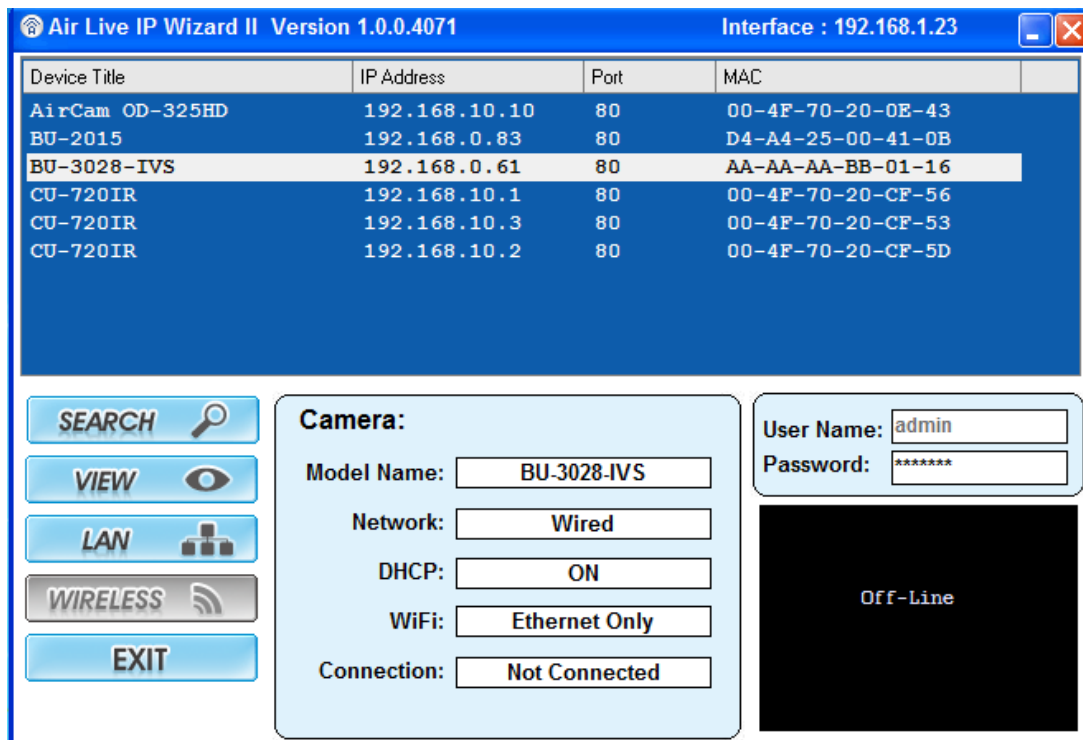 Air Live IP Wizard II Version 1.0.0.4071 Interface : 192.168.1.23
Device Title IP Address Port MAC
AirCam OD-325HD 192.168.10.10 80 00-4F-70-20-0E-43
BU-2015 192.168.0.83 80 D4-A4-25-00-41-0B
BU-3028-IVS 192.168.0.61 80 AA-AA-AA-BB-01-16
CU-720IR 192.168.10.1 80 00-4F-70-20-CF-56
CU-720IR 192.168.10.3 80 00-4F-70-20-CF-53
CU-720IR 192.168.10.2 80 00-4F-70-20-CF-5D
SEARCH
VIEW
LAN
WIRELESS
EXIT
Camera:
Model Name: BU-3028-IVS
Network: Wired
DHCP: ON
WiFi: Ethernet Only
Connection: Not Connected
User Name: admin
Password: *******
Off-Line